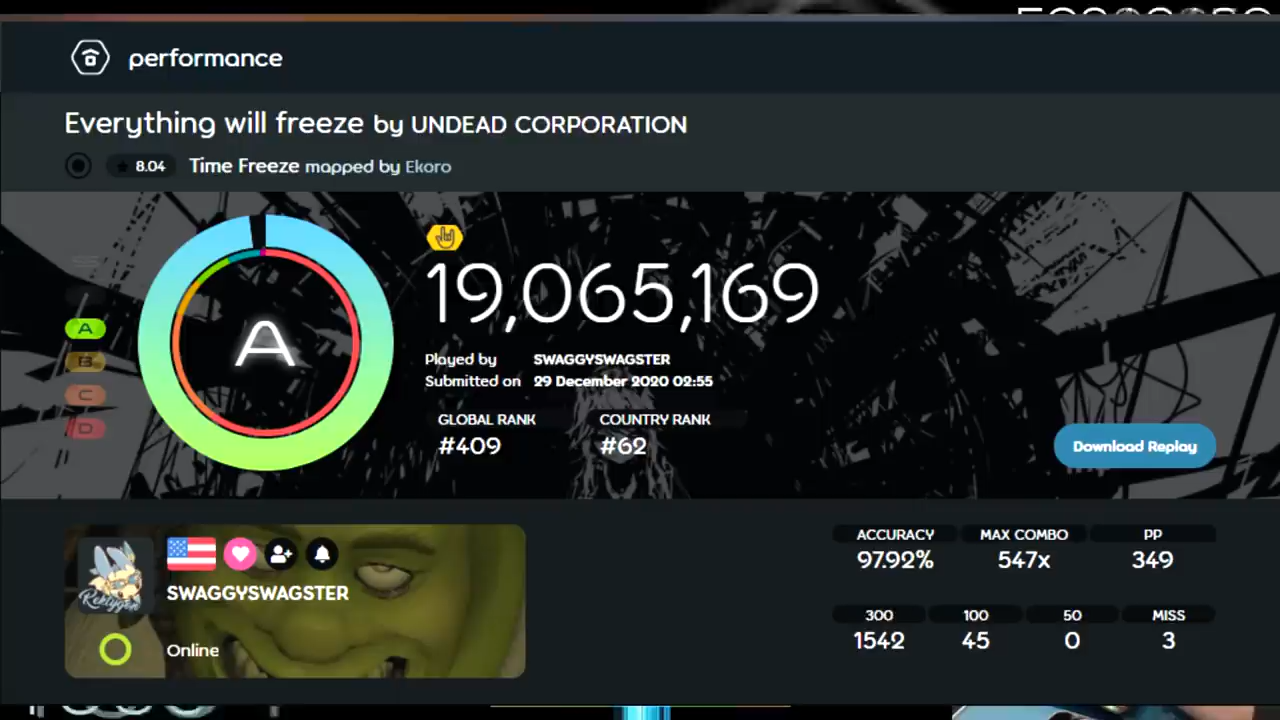 performance
Everything will freeze by UNDEAD CORPORATION
8.04 Time Freeze mapped by Ekoro
A
B
C
D
A
19,065,169
Played by SWAGGYSWAGSTER
Submitted on 29 December 2020 02:55
GLOBAL RANK COUNTRY RANK
#409 #62
Download Replay
Remygon
SWAGGYSWAGSTER
Online
ACCURACY MAX COMBO PP
97.92% 547x 349
300 100 50 MISS
1542 45 0 3